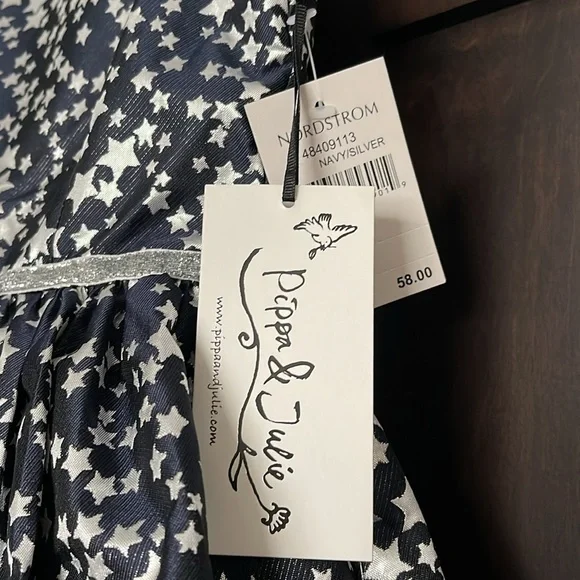 NORDSTROM
48409113
NAVY/SILVER
58.00
Pippa & Julie
www.pippaandjulie.com